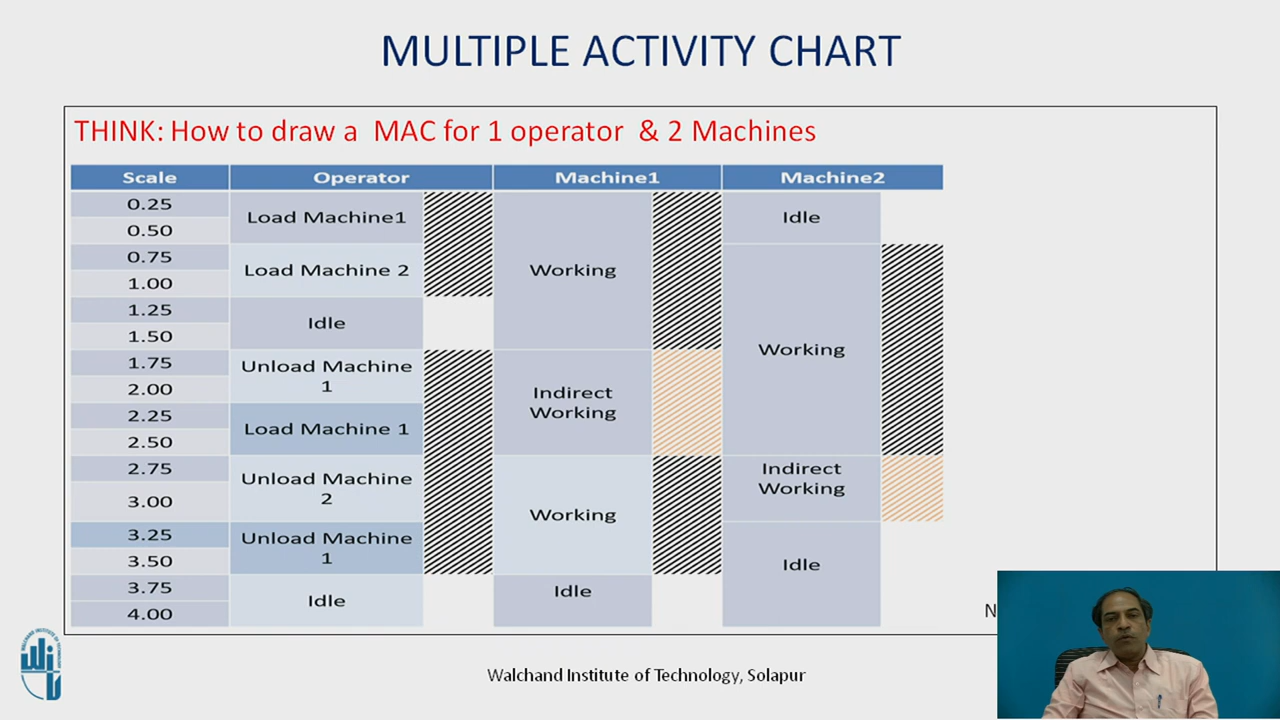 MULTIPLE ACTIVITY CHART
THINK: How to draw a MAC for 1 operator & 2 Machines
Scale Operator Machine1 Machine2
0.25
0.50
Load Machine1
Idle
0.75
1.00
Load Machine 2
Working
1.25
1.50
Idle
Working
1.75
2.00
Unload Machine
1
Indirect
Working
2.25
2.50
Load Machine 1
2.75
3.00
Unload Machine
2
Working
Indirect
Working
3.25
3.50
Unload Machine
1
Idle
3.75
4.00
Idle
Idle
N
Walchand Institute of Technology, Solapur